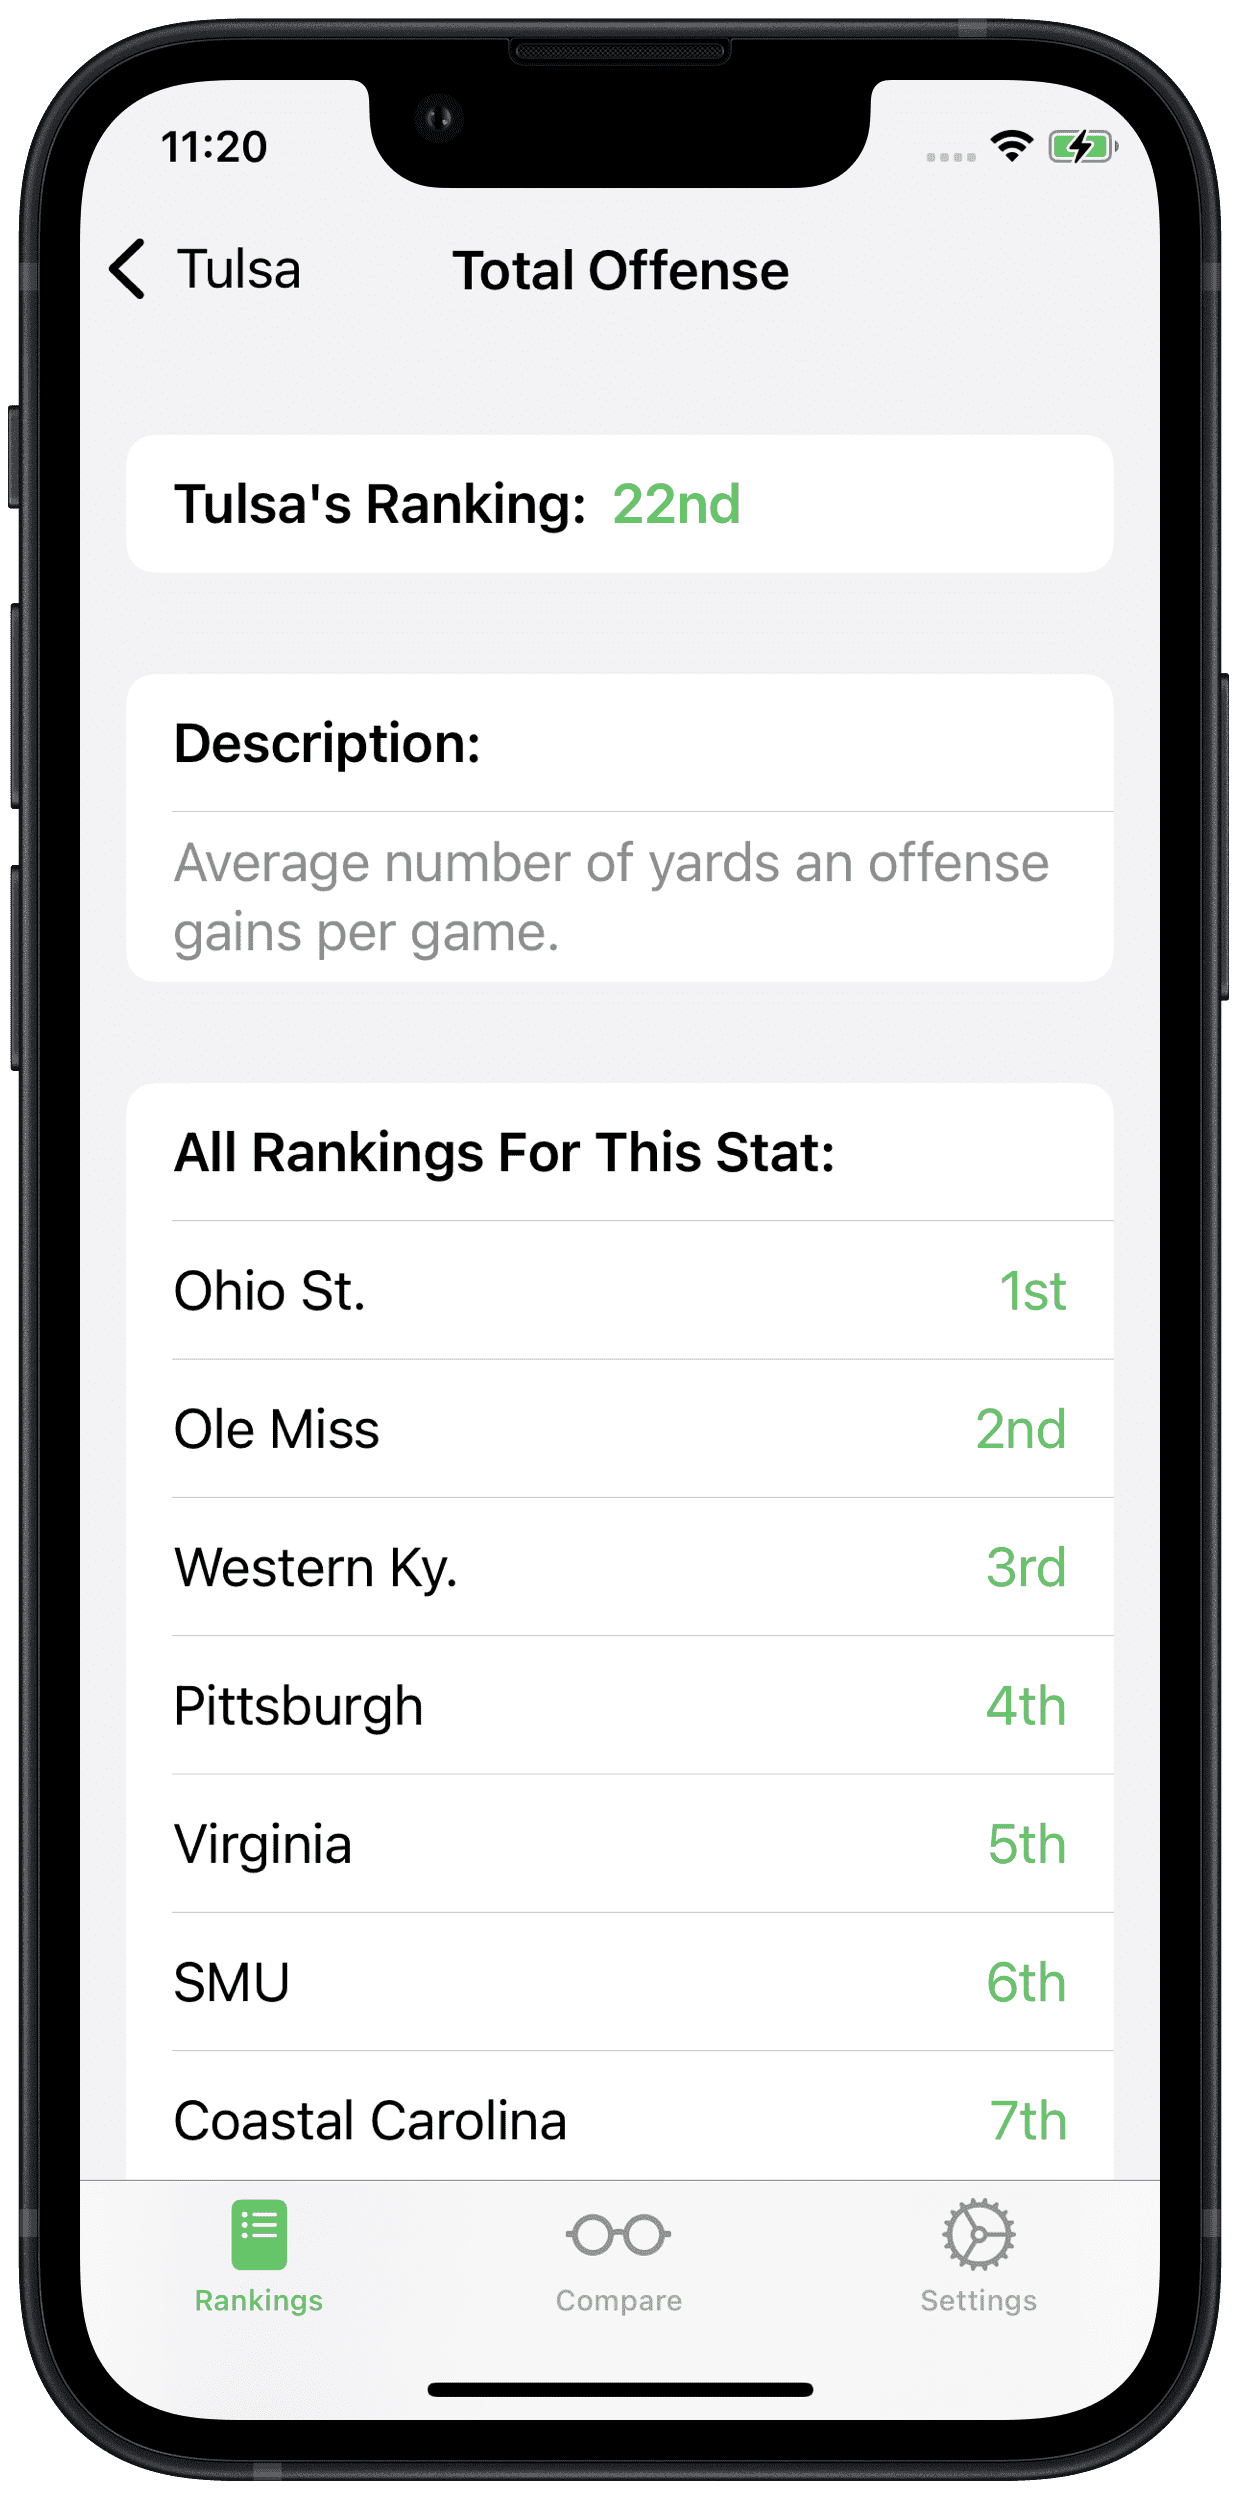 11:20
Tulsa
Total Offense
Tulsa's Ranking: 22nd
Description:
Average number of yards an offense
gains per game.
All Rankings For This Stat:
Ohio St. 1st
Ole Miss 2nd
Western Ky. 3rd
Pittsburgh 4th
Virginia 5th
SMU 6th
Coastal Carolina 7th
Rankings
Compare
Settings